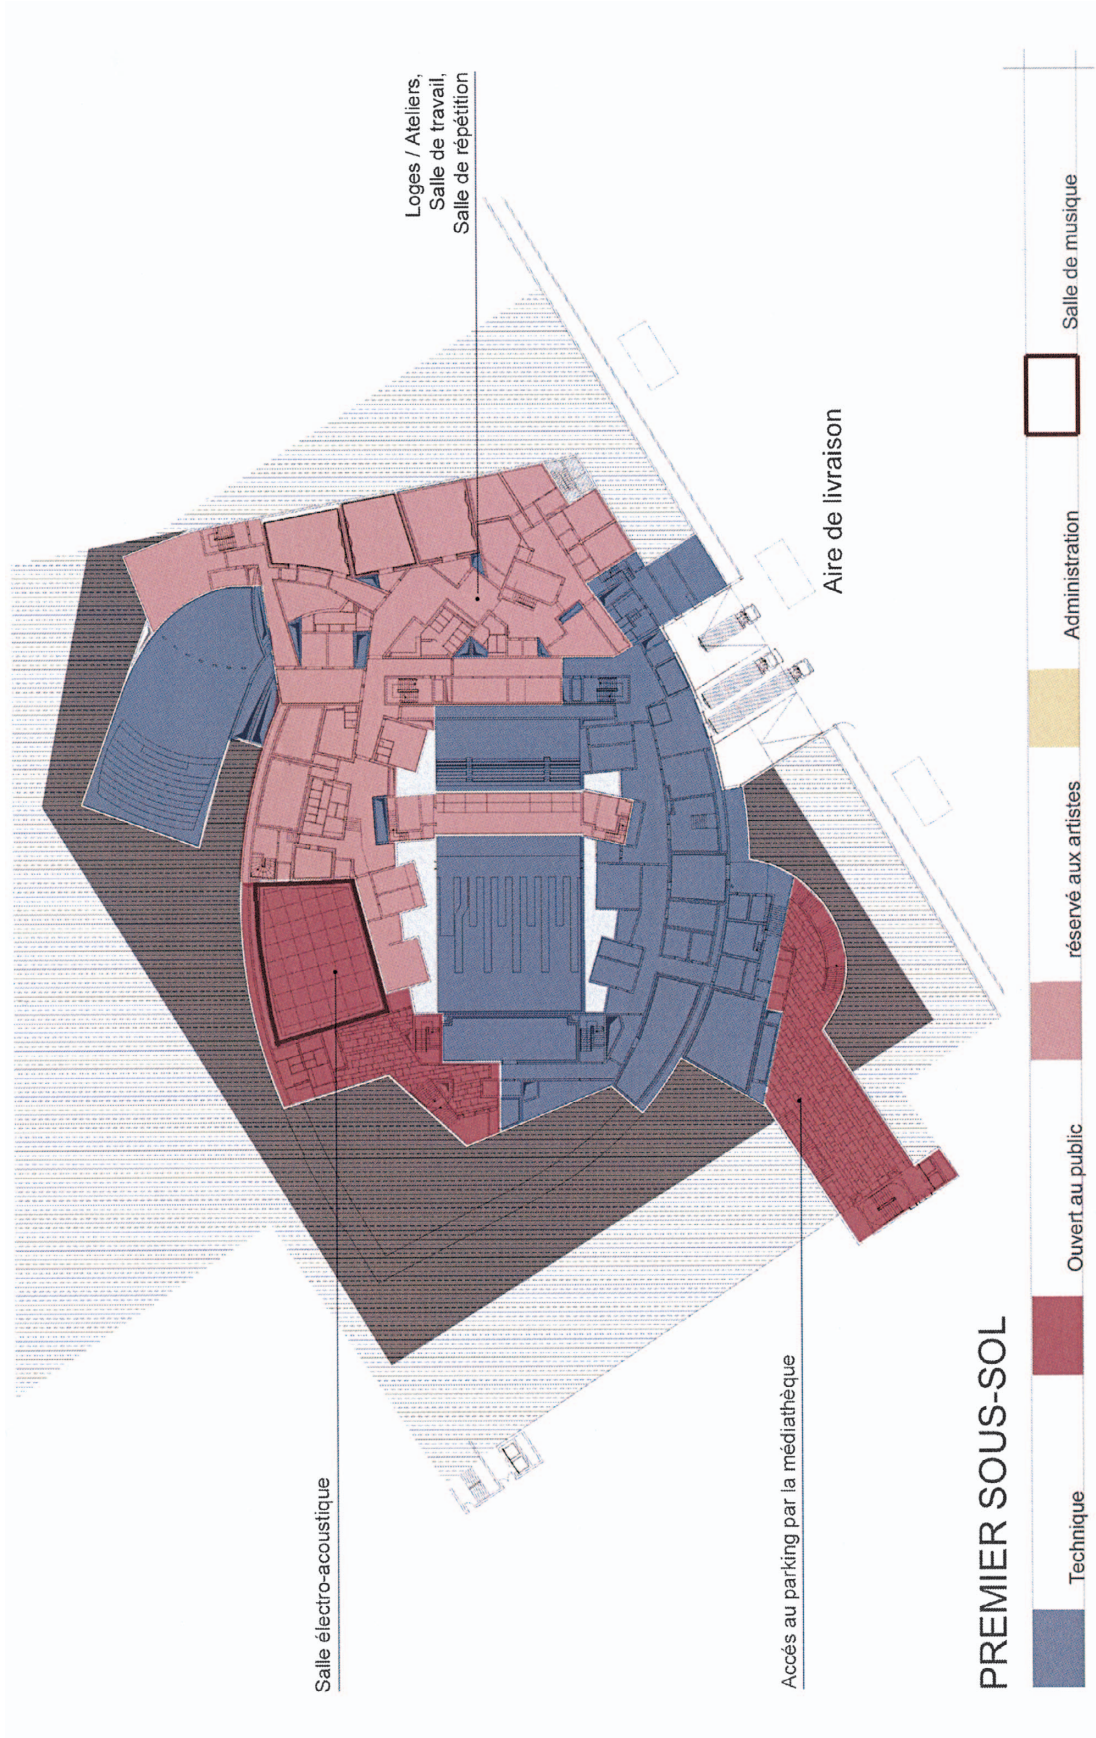 Salle électro-acoustique
Loges / Ateliers,
Salle de travail,
Salle de répétition
Accés au parking par la médiathèque
Aire de livraison
PREMIER SOUS-SOL
Technique
Ouvert au public
réservé aux artistes
Administration
Salle de musique